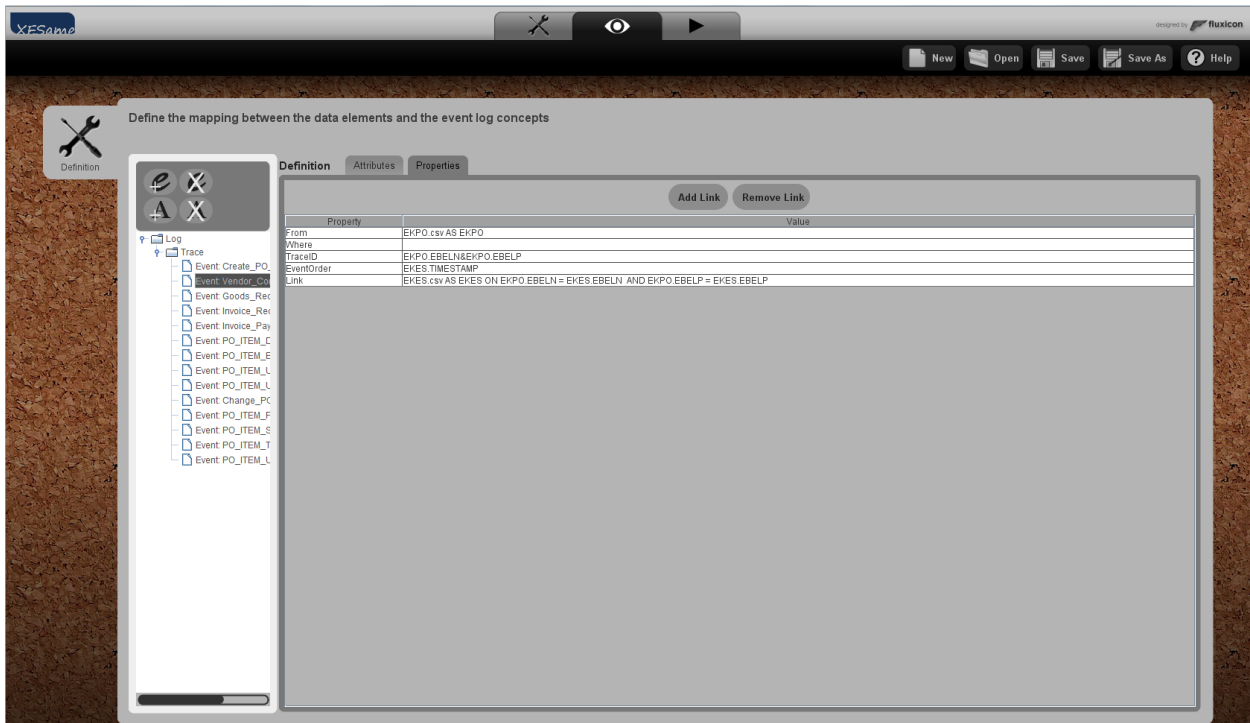 XESame
designed by fluxicon
New Open Save Save As Help
Define the mapping between the data elements and the event log concepts
Definition
Definition Attributes Properties
Add Link Remove Link
Property Value
From EKPO.csv AS EKPO
Where
TraceID EKPO.EBELN&EKPO.EBELP
EventOrder EKES.TIMESTAMP
Link EKES.csv AS EKES ON EKPO.EBELN = EKES.EBELN AND EKPO.EBELP = EKES.EBELP
Log
Trace
Event: Create_PO_
Event: Vendor_Co
Event: Goods_Rec
Event: Invoice_Rec
Event: Invoice_Pay
Event: PO_ITEM_D
Event: PO_ITEM_E
Event: PO_ITEM_U
Event: PO_ITEM_U
Event: Change_PO
Event: PO_ITEM_F
Event: PO_ITEM_S
Event: PO_ITEM_T
Event: PO_ITEM_U